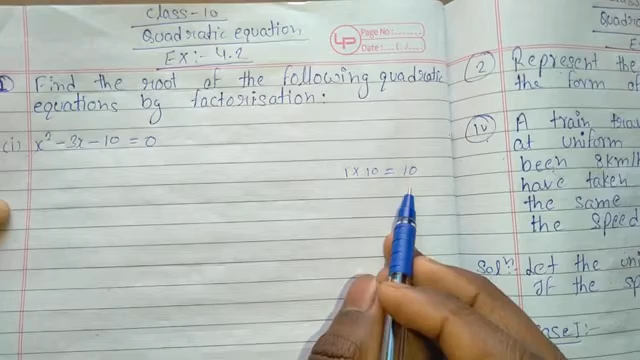 Class-10
Quadratic equation
Ex:- 4.2
Page No:
Date:
Find the root of the following quadratic
equations by factorisation:
(i) x² - 3x - 10 = 0
1 × 10 = 10
Quadra
2 Represent the
the form of
(iv) A train tra
at uniform
been 8km/h
have taken
the same
the speed
Solⁿ:- Let the uni
If the sp